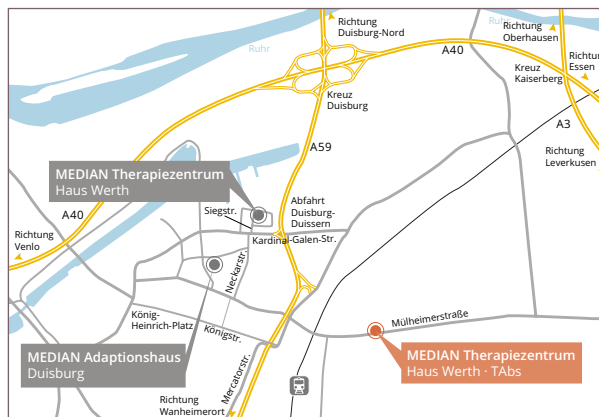 Richtung
Duisburg-Nord
Ruhr
Richtung
Oberhausen
Ruhr
A40
Richtung
Essen
Kreuz
Kaiserberg
Kreuz
Duisburg
A3
A59
Richtung
Leverkusen
MEDIAN Therapiezentrum
Haus Werth
Siegstr.
Abfahrt
Duisburg-
Duissern
A40
Kardinal-Galen-Str.
Richtung
Venlo
Neckarstr.
König-
Heinrich-Platz
Königstr.
Mülheimerstraße
MEDIAN Adaptionshaus
Duisburg
MEDIAN Therapiezentrum
Haus Werth · TAbs
Mercatorstr.
Richtung
Wanheimerort